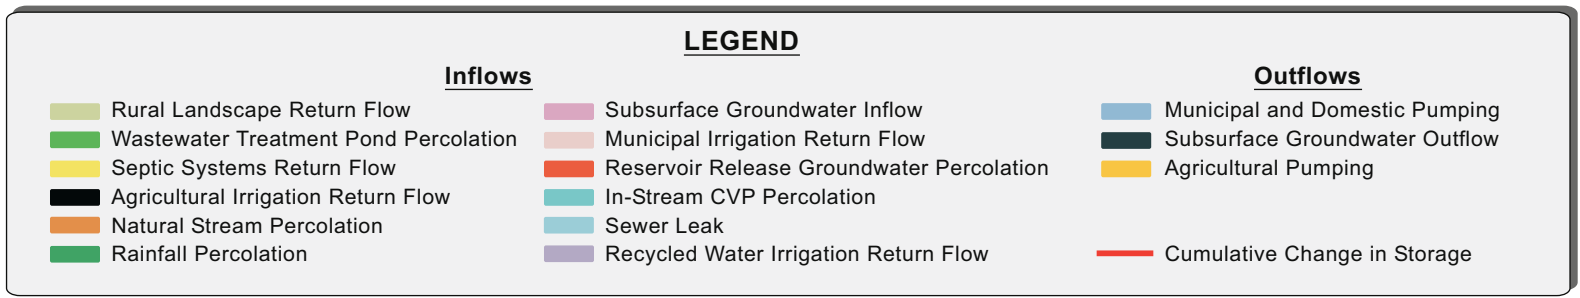 LEGEND
Inflows
Rural Landscape Return Flow
Wastewater Treatment Pond Percolation
Septic Systems Return Flow
Agricultural Irrigation Return Flow
Natural Stream Percolation
Rainfall Percolation
Subsurface Groundwater Inflow
Municipal Irrigation Return Flow
Reservoir Release Groundwater Percolation
In-Stream CVP Percolation
Sewer Leak
Recycled Water Irrigation Return Flow
Outflows
Municipal and Domestic Pumping
Subsurface Groundwater Outflow
Agricultural Pumping
Cumulative Change in Storage